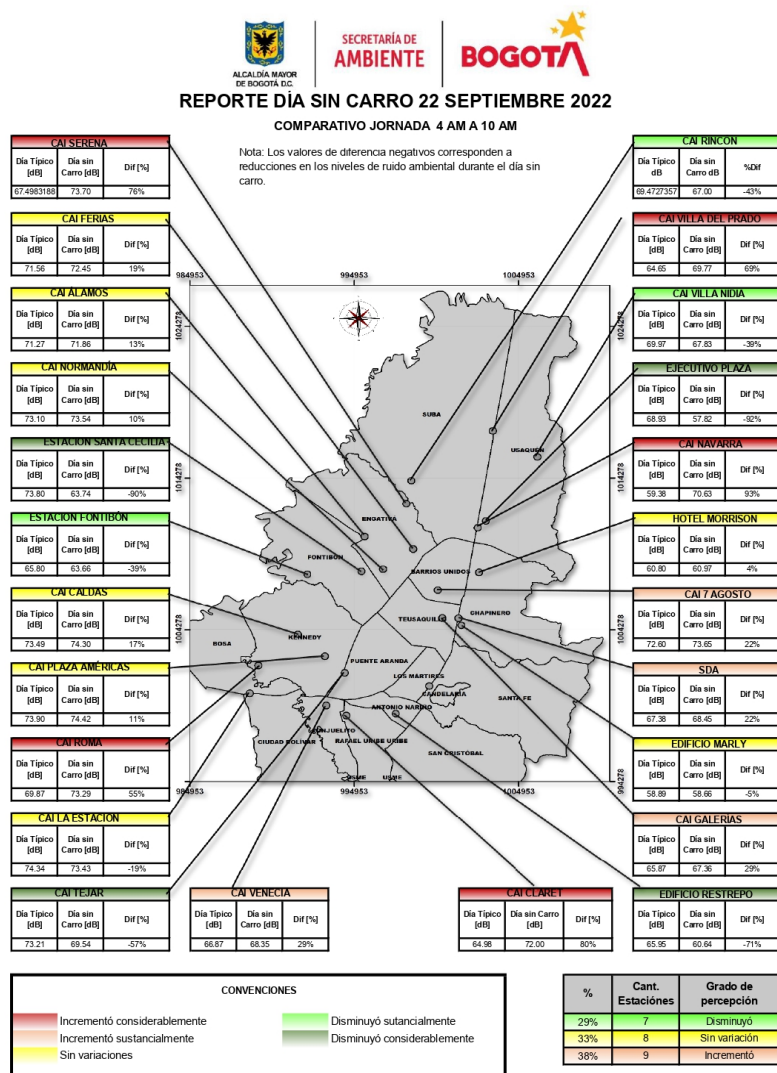 ALCALDÍA MAYOR
DE BOGOTÁ D.C.
SECRETARÍA DE
AMBIENTE
BOGOTÁ
REPORTE DÍA SIN CARRO 22 SEPTIEMBRE 2022
COMPARATIVO JORNADA 4 AM A 10 AM
Nota: Los valores de diferencia negativos corresponden a
reducciones en los niveles de ruido ambiental durante el día sin
carro.
CAI SERENA
Día Típico [dB] Día sin Carro [dB] Dif [%]
67.4983188 73.70 76%
CAI FERIAS
Día Típico [dB] Día sin Carro [dB] Dif [%]
71.56 72.45 19%
CAI ÁLAMOS
Día Típico [dB] Día sin Carro [dB] Dif [%]
71.27 71.86 13%
CAI NORMANDÍA
Día Típico [dB] Día sin Carro [dB] Dif [%]
73.10 73.54 10%
ESTACION SANTA CECILIA
Día Típico [dB] Día sin Carro [dB] Dif [%]
73.80 63.74 -90%
ESTACION FONTIBÓN
Día Típico [dB] Día sin Carro [dB] Dif [%]
65.80 63.66 -39%
CAI CALDAS
Día Típico [dB] Día sin Carro [dB] Dif [%]
73.49 74.30 17%
CAI PLAZA AMÉRICAS
Día Típico [dB] Día sin Carro [dB] Dif [%]
73.90 74.42 11%
CAI ROMA
Día Típico [dB] Día sin Carro [dB] Dif [%]
69.87 73.29 55%
CAI LA ESTACION
Día Típico [dB] Día sin Carro [dB] Dif [%]
74.34 73.43 -19%
CAI TEJAR
Día Típico [dB] Día sin Carro [dB] Dif [%]
73.21 69.54 -57%
CAI VENECIA
Día Típico [dB] Día sin Carro [dB] Dif [%]
66.87 68.35 29%
CAI CLARET
Día Típico [dB] Día sin Carro [dB] Dif [%]
64.98 72.00 80%
CAI RINCON
Día Típico dB Día sin Carro dB %Dif
69.4727357 67.00 -43%
CAI VILLA DEL PRADO
Día Típico [dB] Día sin Carro [dB] Dif [%]
64.65 69.77 69%
CAI VILLA NIDIA
Día Típico [dB] Día sin Carro [dB] Dif [%]
69.97 67.83 -39%
EJECUTIVO PLAZA
Día Típico [dB] Día sin Carro [dB] Dif [%]
68.93 57.82 -92%
CAI NAVARRA
Día Típico [dB] Día sin Carro [dB] Dif [%]
59.38 70.63 93%
HOTEL MORRISON
Día Típico [dB] Día sin Carro [dB] Dif [%]
60.80 60.97 4%
CAI 7 AGOSTO
Día Típico [dB] Día sin Carro [dB] Dif [%]
72.60 73.65 22%
SDA
Día Típico [dB] Día sin Carro [dB] Dif [%]
67.38 68.45 22%
EDIFICIO MARLY
Día Típico [dB] Día sin Carro [dB] Dif [%]
58.89 58.66 -5%
CAI GALERÍAS
Día Típico [dB] Día sin Carro [dB] Dif [%]
65.87 67.36 29%
EDIFICIO RESTREPO
Día Típico [dB] Día sin Carro [dB] Dif [%]
65.95 60.64 -71%
984953 994953 1004953
1024278 1024278
1014278 1014278
1004278 1004278
994278
984953 994953 1004953
SUBA
USAQUÉN
ENGATIVÁ
FONTIBÓN
BARRIOS UNIDOS
TEUSAQUILLO
CHAPINERO
KENNEDY
BOSA
PUENTE ARANDA
LOS MARTIRES
CANDELARIA
SANTA FE
ANTONIO NARIÑO
CIUDAD BOLÍVAR
RAFAEL URIBE URIBE
SAN CRISTÓBAL
USME
USME
CONVENCIONES
Incrementó considerablemente
Incrementó sustancialmente
Sin variaciones
Disminuyó sutancialmente
Disminuyó considerablemente
% Cant. Estaciónes Grado de percepción
29% 7 Disminuyó
33% 8 Sin variación
38% 9 Incrementó